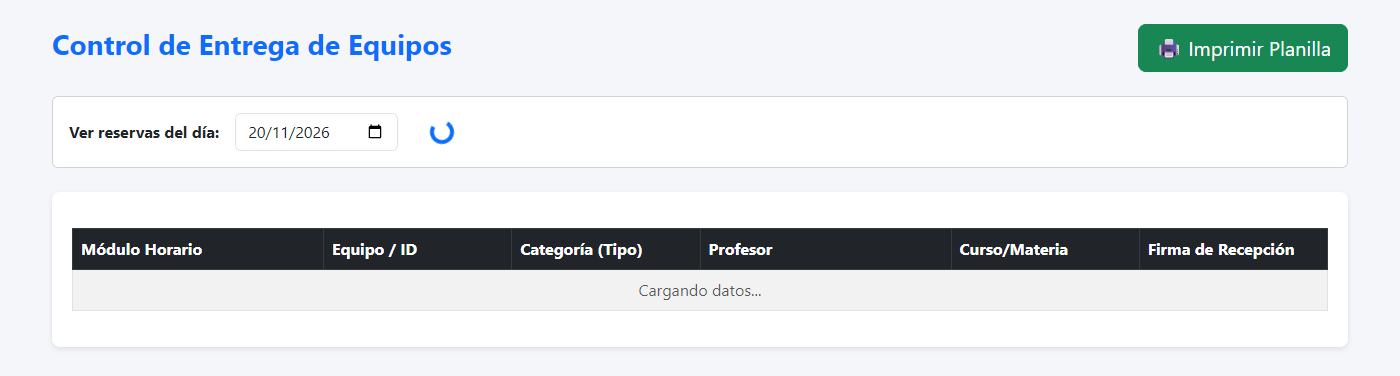 Control de Entrega de Equipos
Imprimir Planilla
Ver reservas del día: 20/11/2026
Módulo Horario Equipo / ID Categoría (Tipo) Profesor Curso/Materia Firma de Recepción
Cargando datos...